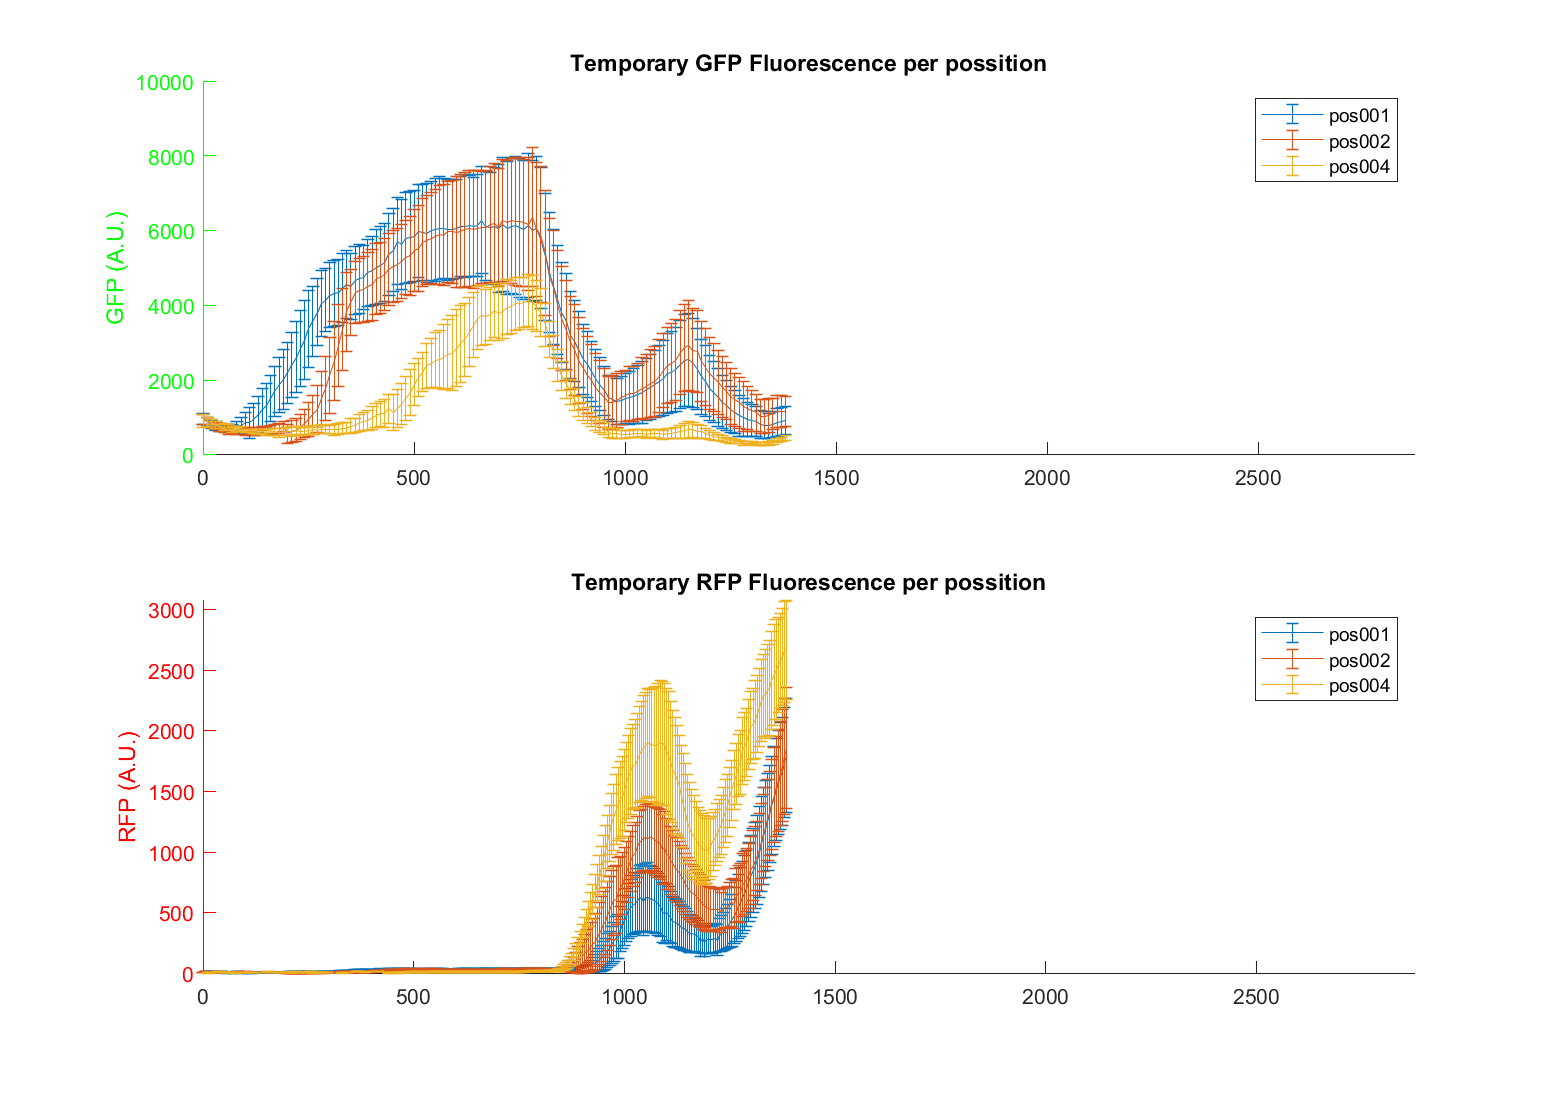 Temporary GFP Fluorescence per possition
10000
8000
6000
4000
2000
0
GFP (A.U.)
0 500 1000 1500 2000 2500
pos001
pos002
pos004
Temporary RFP Fluorescence per possition
3000
2500
2000
1500
1000
500
0
RFP (A.U.)
0 500 1000 1500 2000 2500
pos001
pos002
pos004